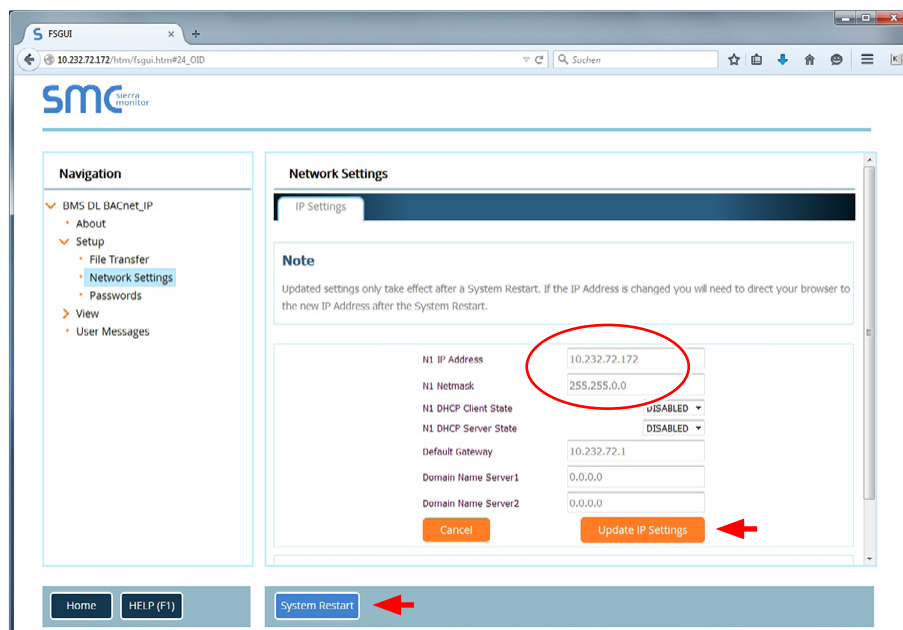 FSGUI
10.232.72.172/htm/fsgui.htm#24_OID
Suchen
SMC sierra monitor
Navigation
BMS DL BACnet_IP
About
Setup
File Transfer
Network Settings
Passwords
View
User Messages
Network Settings
IP Settings
Note
Updated settings only take effect after a System Restart. If the IP Address is changed you will need to direct your browser to
the new IP Address after the System Restart.
N1 IP Address 10.232.72.172
N1 Netmask 255.255.0.0
N1 DHCP Client State DISABLED
N1 DHCP Server State DISABLED
Default Gateway 10.232.72.1
Domain Name Server1 0.0.0.0
Domain Name Server2 0.0.0.0
Cancel Update IP Settings
Home HELP (F1) System Restart